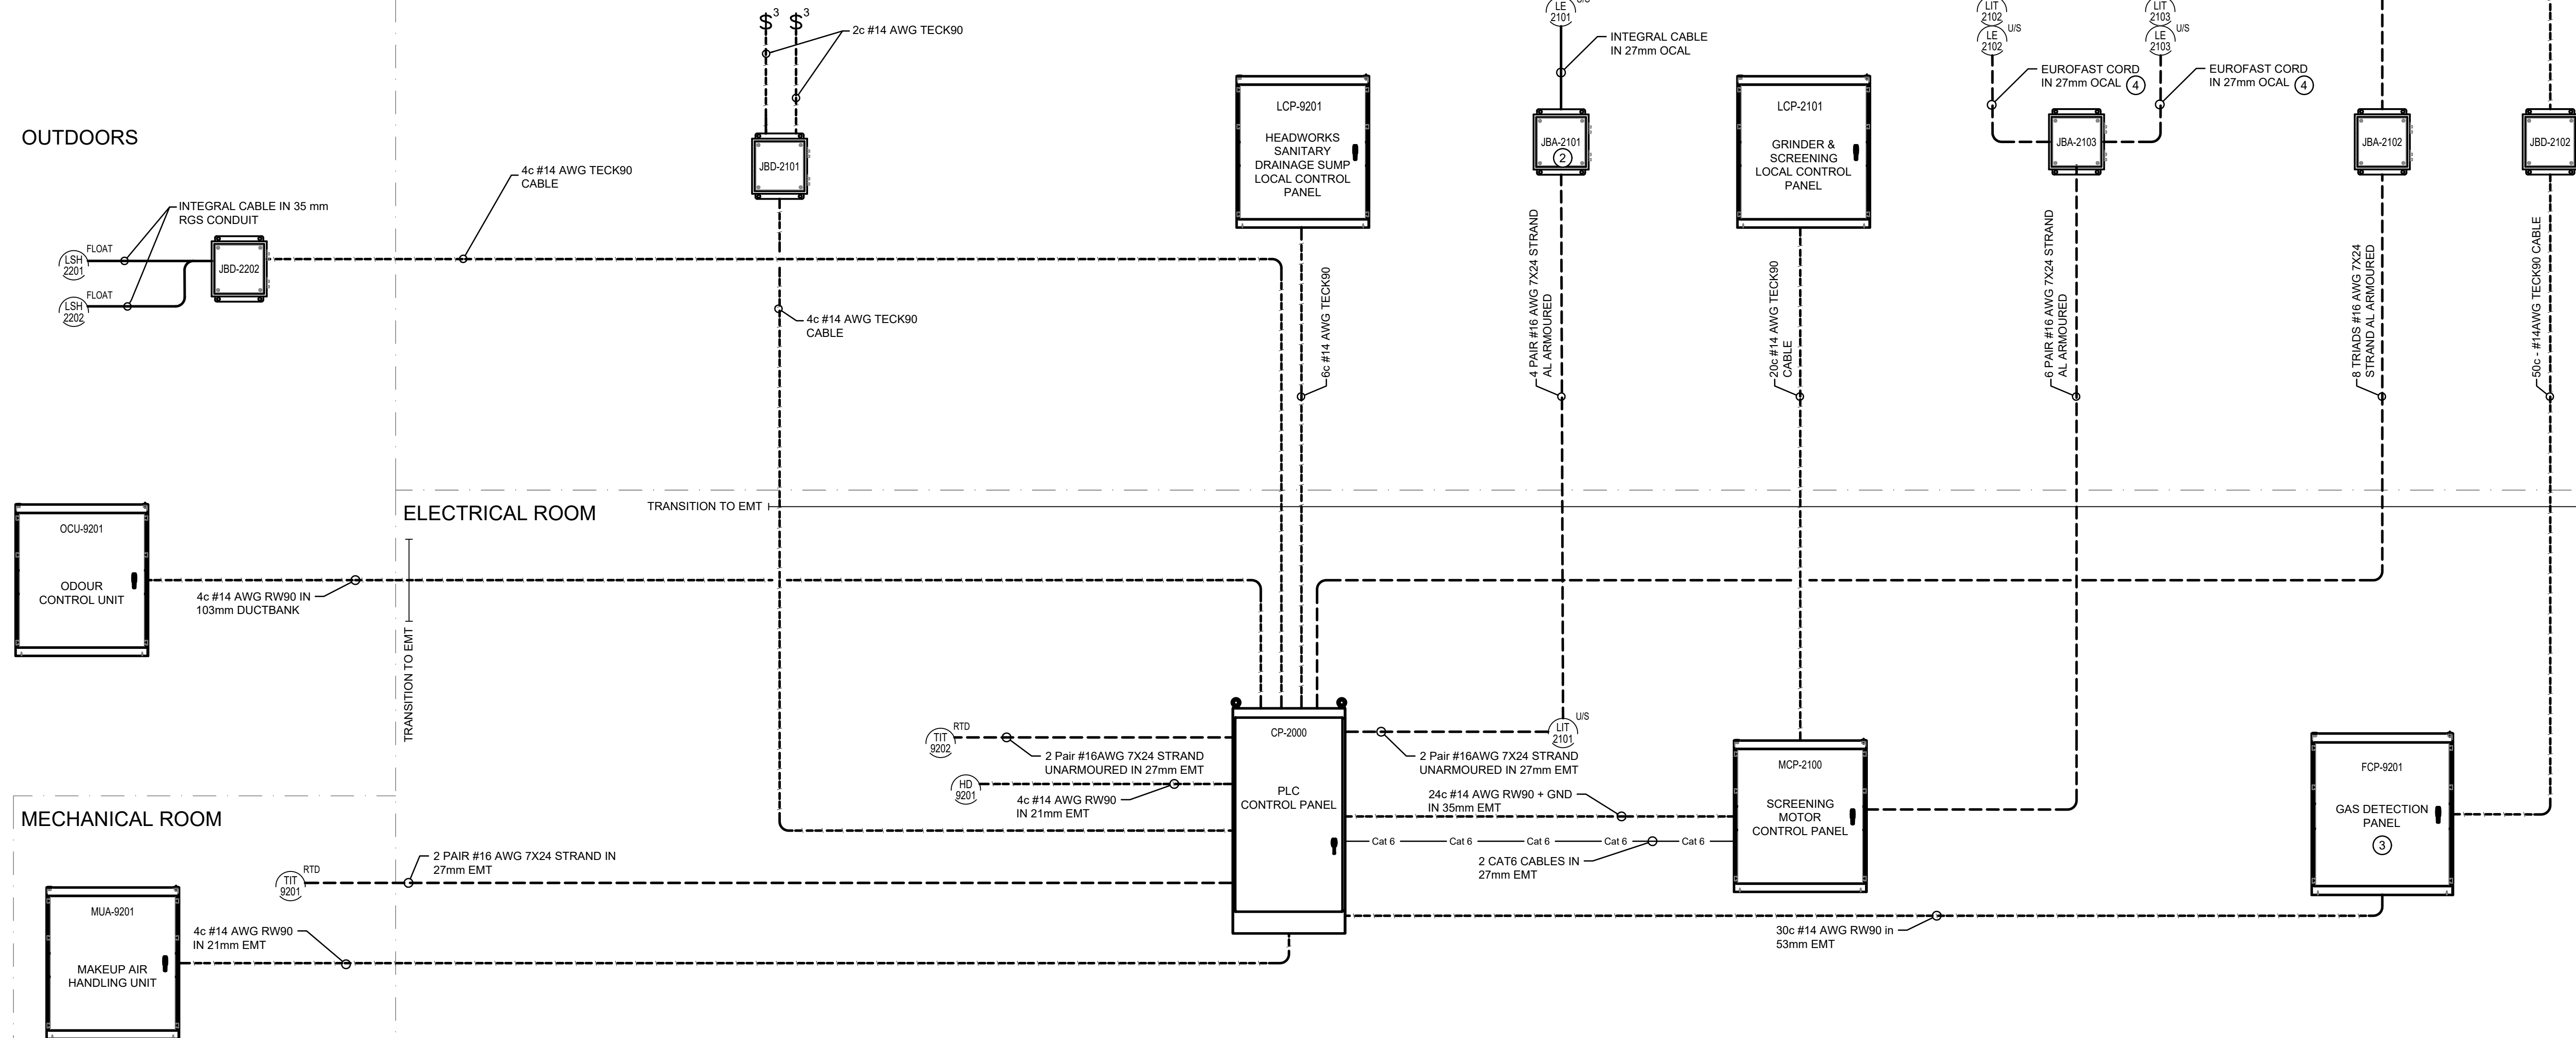 $ 3
$ 3
2c #14 AWG TECK90
LE
2101
U/S
INTEGRAL CABLE
IN 27mm OCAL
LIT
2102
LE
2102
U/S
LIT
2103
LE
2103
U/S
EUROFAST CORD
IN 27mm OCAL 4
EUROFAST CORD
IN 27mm OCAL 4
OUTDOORS
JBD-2101
4c #14 AWG TECK90
CABLE
LCP-9201
HEADWORKS
SANITARY
DRAINAGE SUMP
LOCAL CONTROL
PANEL
JBA-2101
2
LCP-2101
GRINDER &
SCREENING
LOCAL CONTROL
PANEL
JBA-2103
JBA-2102
JBD-2102
INTEGRAL CABLE IN 35 mm
RGS CONDUIT
FLOAT
LSH
2201
FLOAT
LSH
2202
JBD-2202
4c #14 AWG TECK90
CABLE
6c #14 AWG TECK90
4 PAIR #16 AWG 7X24 STRAND
AL ARMOURED
20c #14 AWG TECK90
CABLE
6 PAIR #16 AWG 7X24 STRAND
AL ARMOURED
8 TRIADS #16 AWG 7X24
STRAND AL ARMOURED
50c - #14AWG TECK90 CABLE
ELECTRICAL ROOM
TRANSITION TO EMT
OCU-9201
ODOUR
CONTROL UNIT
4c #14 AWG RW90 IN
103mm DUCTBANK
TRANSITION TO EMT
TIT
9202
RTD
2 Pair #16AWG 7X24 STRAND
UNARMOURED IN 27mm EMT
HD
9201
4c #14 AWG RW90
IN 21mm EMT
CP-2000
PLC
CONTROL PANEL
LIT
2101
U/S
2 Pair #16AWG 7X24 STRAND
UNARMOURED IN 27mm EMT
24c #14 AWG RW90 + GND
IN 35mm EMT
Cat 6 Cat 6 Cat 6 Cat 6 Cat 6
2 CAT6 CABLES IN
27mm EMT
MCP-2100
SCREENING
MOTOR
CONTROL PANEL
FCP-9201
GAS DETECTION
PANEL
3
MECHANICAL ROOM
TIT
9201
RTD
2 PAIR #16 AWG 7X24 STRAND IN
27mm EMT
MUA-9201
MAKEUP AIR
HANDLING UNIT
4c #14 AWG RW90
IN 21mm EMT
30c #14 AWG RW90 in
53mm EMT